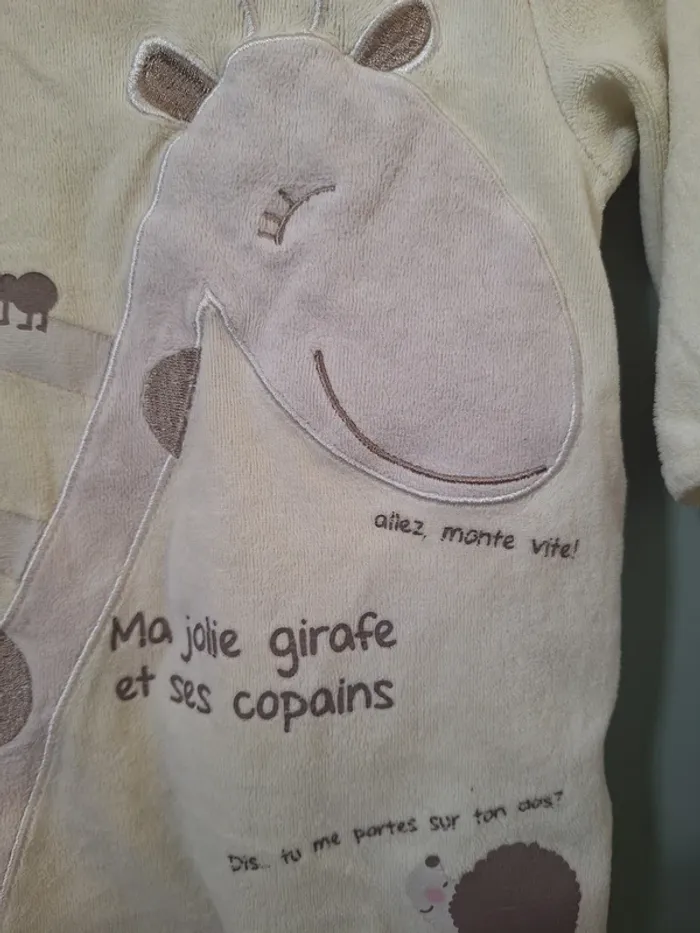 allez, monte vite!
Ma jolie girafe
et ses copains
Dis... tu me portes sur ton dos?